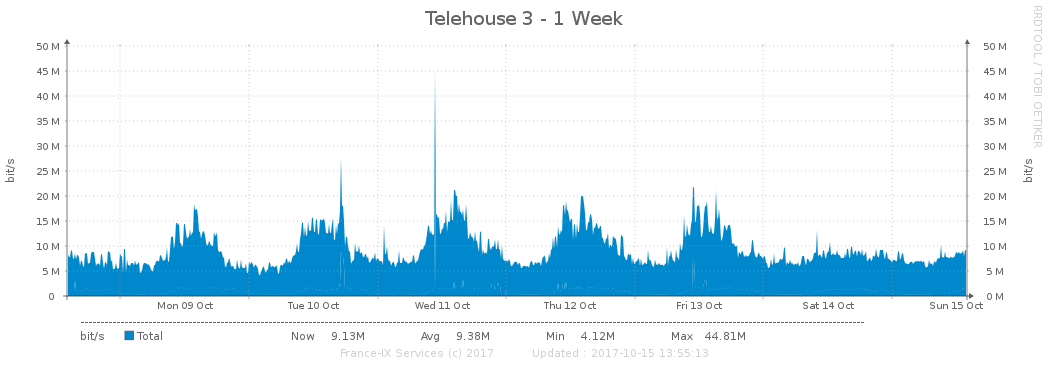 Telehouse 3 - 1 Week
RRDTOOL / TOBI OETIKER
50 M 50 M
45 M 45 M
40 M 40 M
35 M 35 M
30 M 30 M
25 M 25 M
20 M 20 M
15 M 15 M
10 M 10 M
5 M 5 M
0 0 M
bit/s bit/s
Mon 09 Oct Tue 10 Oct Wed 11 Oct Thu 12 Oct Fri 13 Oct Sat 14 Oct Sun 15 Oct
bit/s Total Now 9.13M Avg 9.38M Min 4.12M Max 44.81M
France-IX Services (c) 2017 Updated : 2017-10-15 13:55:13